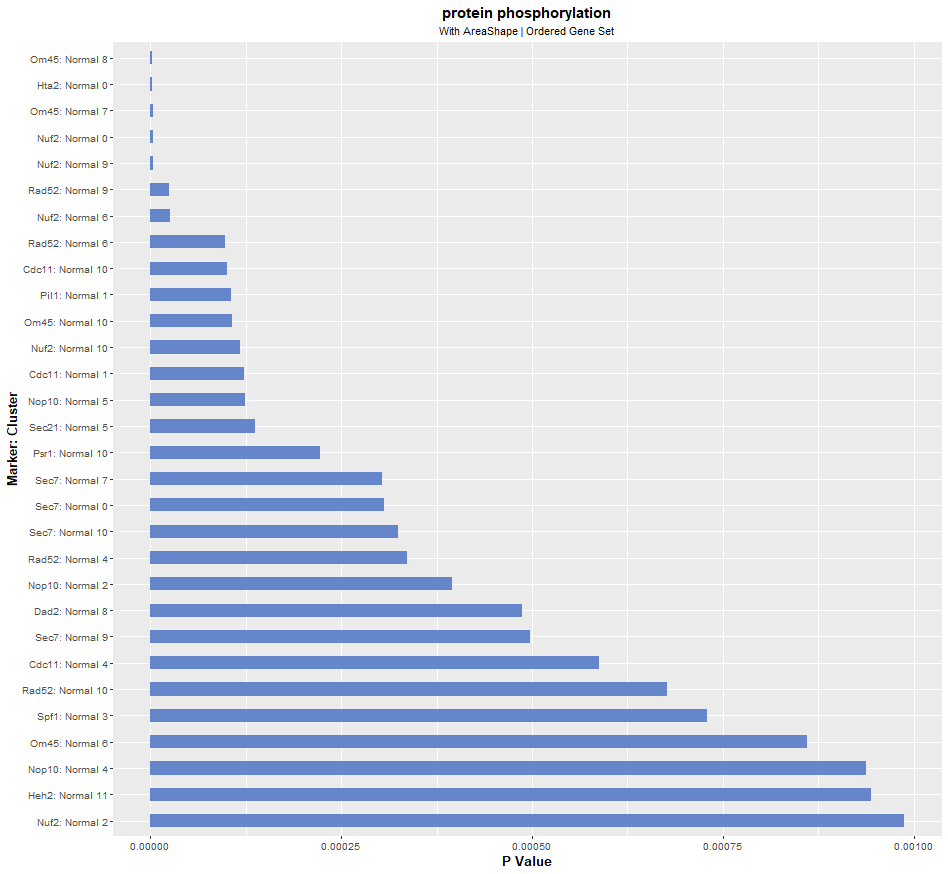 protein phosphorylation
With AreaShape | Ordered Gene Set
Marker: Cluster
Om45: Normal 8
Hta2: Normal 0
Om45: Normal 7
Nuf2: Normal 0
Nuf2: Normal 9
Rad52: Normal 9
Nuf2: Normal 6
Rad52: Normal 6
Cdc11: Normal 10
Pil1: Normal 1
Om45: Normal 10
Nuf2: Normal 10
Cdc11: Normal 1
Nop10: Normal 5
Sec21: Normal 5
Psr1: Normal 10
Sec7: Normal 7
Sec7: Normal 0
Sec7: Normal 10
Rad52: Normal 4
Nop10: Normal 2
Dad2: Normal 8
Sec7: Normal 9
Cdc11: Normal 4
Rad52: Normal 10
Spf1: Normal 3
Om45: Normal 6
Nop10: Normal 4
Heh2: Normal 11
Nuf2: Normal 2
0.00000 0.00025 0.00050 0.00075 0.00100
P Value